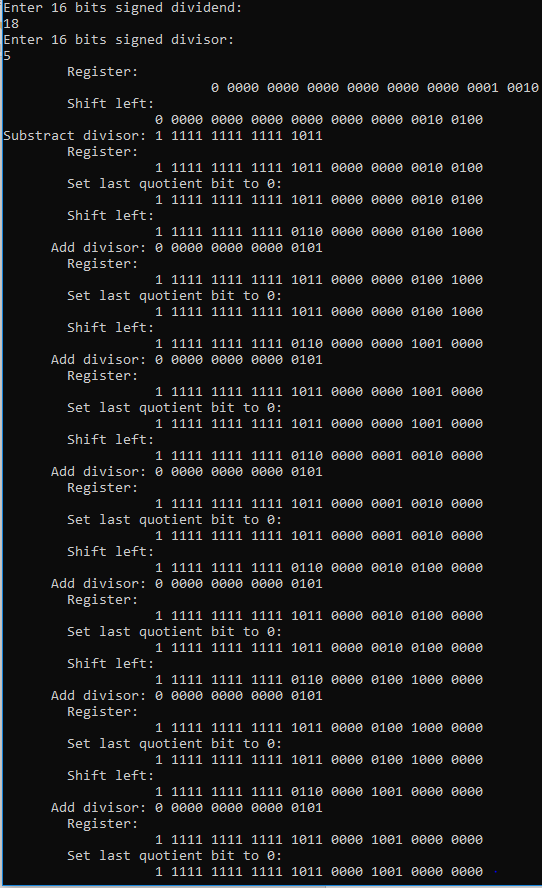 Enter 16 bits signed dividend:
18
Enter 16 bits signed divisor:
5
Register:
0 0000 0000 0000 0000 0000 0000 0001 0010
Shift left:
0 0000 0000 0000 0000 0000 0000 0010 0100
Substract divisor: 1 1111 1111 1111 1011
Register:
1 1111 1111 1111 1011 0000 0000 0010 0100
Set last quotient bit to 0:
1 1111 1111 1111 1011 0000 0000 0010 0100
Shift left:
1 1111 1111 1111 0110 0000 0000 0100 1000
Add divisor: 0 0000 0000 0000 0101
Register:
1 1111 1111 1111 1011 0000 0000 0100 1000
Set last quotient bit to 0:
1 1111 1111 1111 1011 0000 0000 0100 1000
Shift left:
1 1111 1111 1111 0110 0000 0000 1001 0000
Add divisor: 0 0000 0000 0000 0101
Register:
1 1111 1111 1111 1011 0000 0000 1001 0000
Set last quotient bit to 0:
1 1111 1111 1111 1011 0000 0000 1001 0000
Shift left:
1 1111 1111 1111 0110 0000 0001 0010 0000
Add divisor: 0 0000 0000 0000 0101
Register:
1 1111 1111 1111 1011 0000 0001 0010 0000
Set last quotient bit to 0:
1 1111 1111 1111 1011 0000 0001 0010 0000
Shift left:
1 1111 1111 1111 0110 0000 0010 0100 0000
Add divisor: 0 0000 0000 0000 0101
Register:
1 1111 1111 1111 1011 0000 0010 0100 0000
Set last quotient bit to 0:
1 1111 1111 1111 1011 0000 0010 0100 0000
Shift left:
1 1111 1111 1111 0110 0000 0100 1000 0000
Add divisor: 0 0000 0000 0000 0101
Register:
1 1111 1111 1111 1011 0000 0100 1000 0000
Set last quotient bit to 0:
1 1111 1111 1111 1011 0000 0100 1000 0000
Shift left:
1 1111 1111 1111 0110 0000 1001 0000 0000
Add divisor: 0 0000 0000 0000 0101
Register:
1 1111 1111 1111 1011 0000 1001 0000 0000
Set last quotient bit to 0:
1 1111 1111 1111 1011 0000 1001 0000 0000